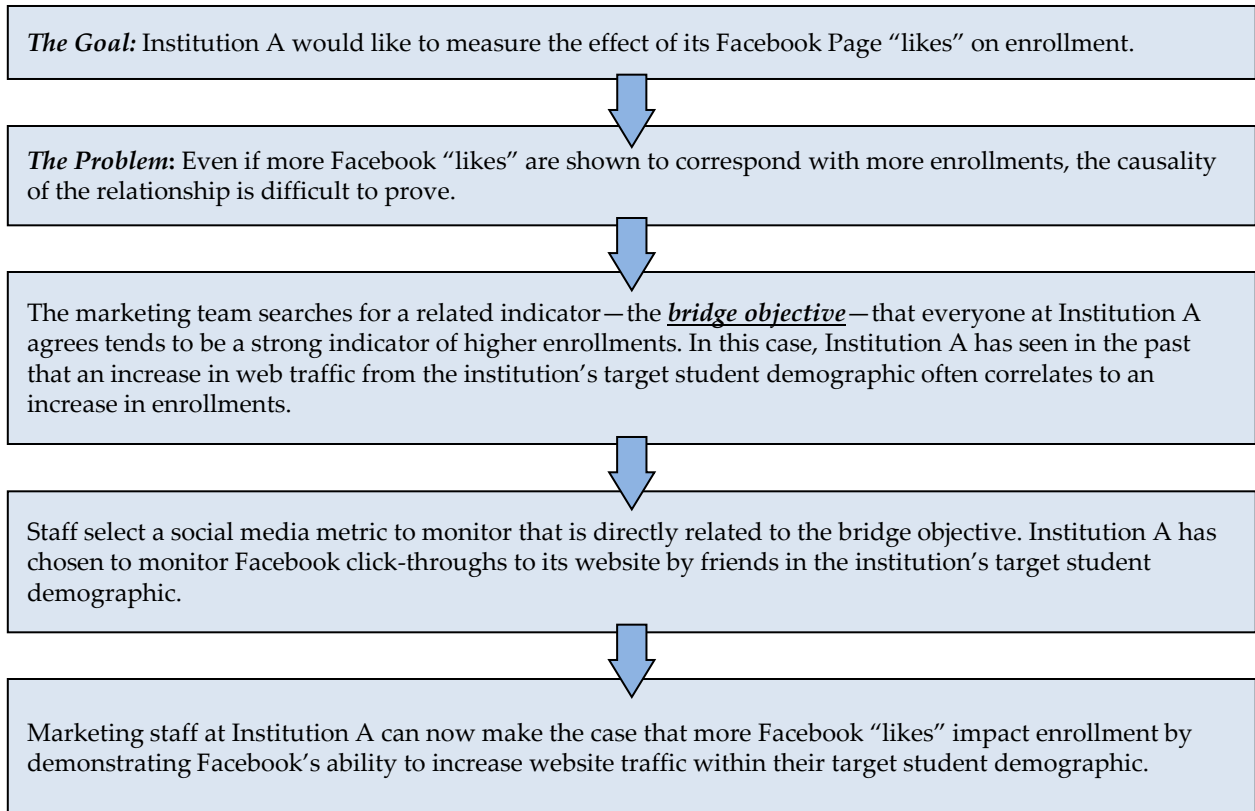 The Goal: Institution A would like to measure the effect of its Facebook Page “likes” on enrollment.
The Problem: Even if more Facebook “likes” are shown to correspond with more enrollments, the causality
of the relationship is difficult to prove.
The marketing team searches for a related indicator—the bridge objective—that everyone at Institution A
agrees tends to be a strong indicator of higher enrollments. In this case, Institution A has seen in the past
that an increase in web traffic from the institution’s target student demographic often correlates to an
increase in enrollments.
Staff select a social media metric to monitor that is directly related to the bridge objective. Institution A has
chosen to monitor Facebook click-throughs to its website by friends in the institution’s target student
demographic.
Marketing staff at Institution A can now make the case that more Facebook “likes” impact enrollment by
demonstrating Facebook’s ability to increase website traffic within their target student demographic.